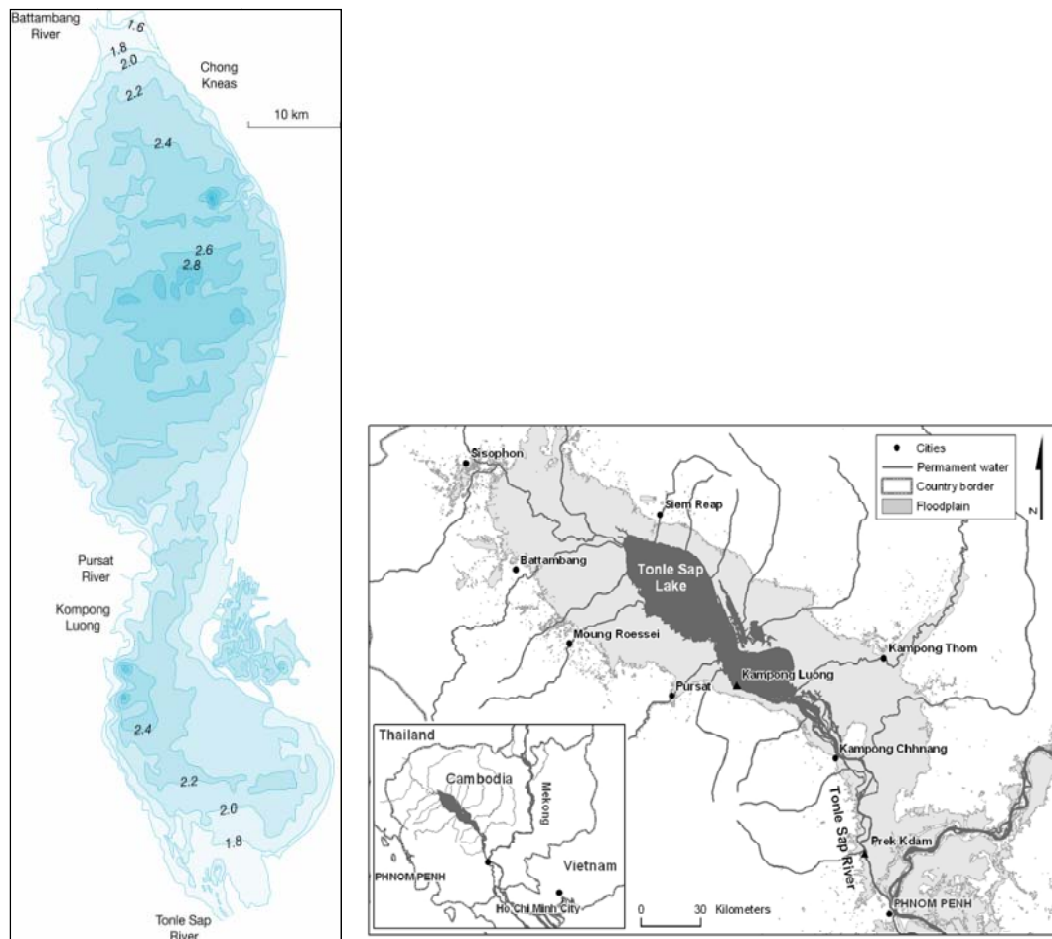 Battambang
River
1.6
1.8
2.0
Chong
Kneas
2.2
10 km
2.4
2.6
2.8
Pursat
River
Kompong
Luong
2.4
2.2
2.0
1.8
Tonle Sap
River
Sisophon
Siem Reap
Battambang
Tonle Sap
Lake
Moung Roessei
Kampong Thom
Kampong Luong
Pursat
Kampong Chhnang
Tonle Sap River
Prek Kdam
PHNOM PENH
Cities
Permament water
Country border
Floodplain
N
Thailand
Cambodia
Mekong
Vietnam
PHNOM PENH
Ho Chi Minh City
0 30 Kilometers